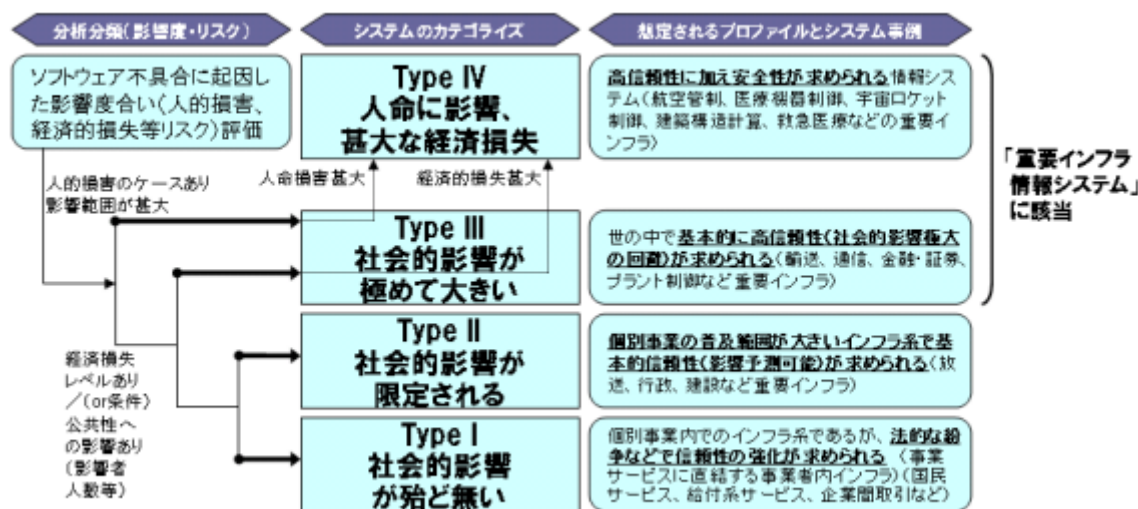 分析分類(影響度・リスク)
システムのカテゴライズ
想定されるプロファイルとシステム事例
ソフトウェア不具合に起因し
た影響度合い(人的損害、
経済的損失等リスク)評価
Type IV
人命に影響、
甚大な経済損失
高信頼性に加え安全性が求められる情報シス
テム(航空管制、医療機器制御、宇宙ロケット
制御、建築構造計算、救急医療などの重要イ
ンフラ)
「重要インフラ
情報システム」
に該当
人的損害のケースあり
影響範囲が甚大
人命損害甚大
経済的損失甚大
Type III
社会的影響が
極めて大きい
世の中で基本的に高信頼性(社会的影響極大
の回避)が求められる(輸送、通信、金融・証券、
プラント制御など重要インフラ)
Type II
社会的影響が
限定される
個別事業の普及範囲が大きいインフラ系で基
本的信頼性(影響予測可能)が求められる(放
送、行政、建設など重要インフラ)
経済損失
レベルあり
／(or条件)
公共性へ
の影響あり
(影響者
人数等)
Type I
社会的影響
が殆ど無い
個別事業内でのインフラ系であるが、法的な紛
争などで信頼性の強化が求められる (事業
サービスに直結する事業者内インフラ)(国民
サービス、給付系サービス、企業間取引など)